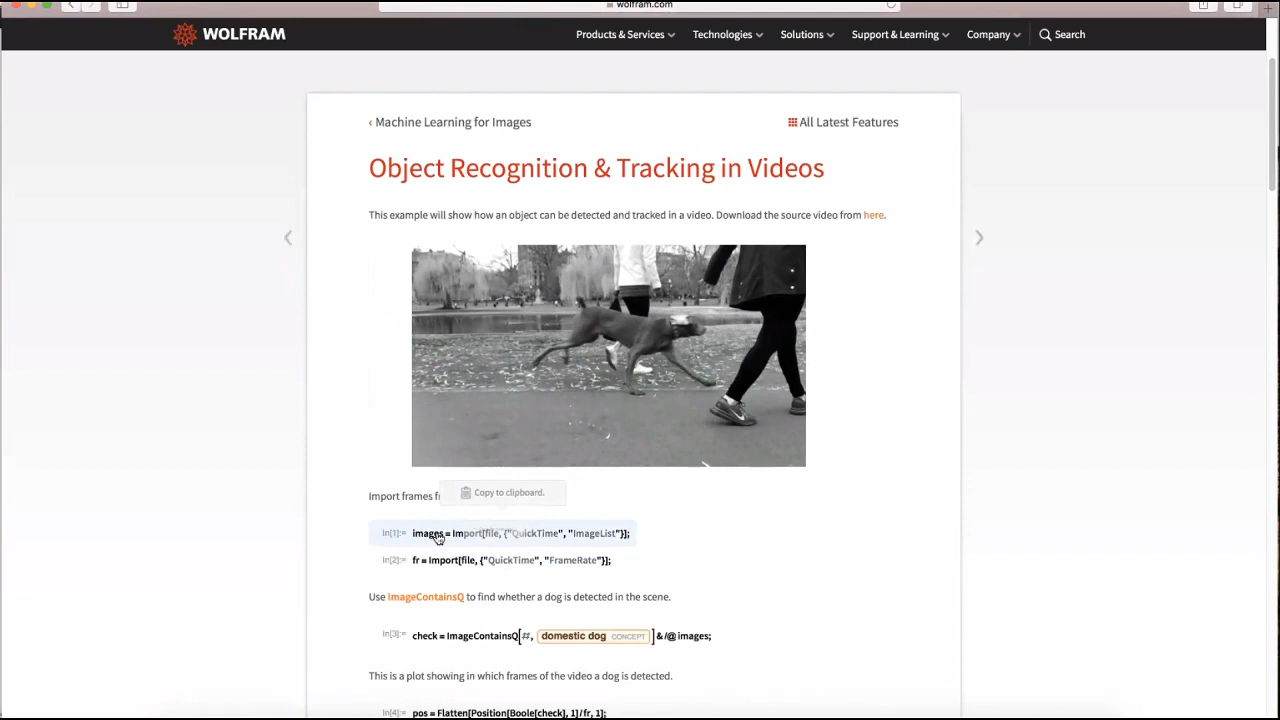 wolfram.com
WOLFRAM
Products & Services
Technologies
Solutions
Support & Learning
Company
Search
‹ Machine Learning for Images
All Latest Features
Object Recognition & Tracking in Videos
This example will show how an object can be detected and tracked in a video. Download the source video from here.
Import frames
Copy to clipboard.
In[1]:= images = Import[file, {"QuickTime", "ImageList"}];
In[2]:= fr = Import[file, {"QuickTime", "FrameRate"}];
Use ImageContainsQ to find whether a dog is detected in the scene.
In[3]:= check = ImageContainsQ[#, domestic dog CONCEPT ] & /@ images;
This is a plot showing in which frames of the video a dog is detected.
In[4]:= pos = Flatten[Position[Boole[check], 1]/fr, 1];